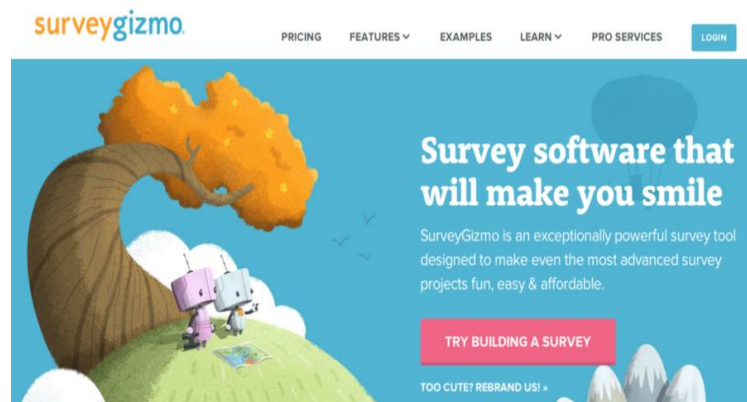 surveygizmo
PRICING FEATURES EXAMPLES LEARN PRO SERVICES LOGIN
Survey software that
will make you smile
SurveyGizmo is an exceptionally powerful survey tool
designed to make even the most advanced survey
projects fun, easy & affordable.
TRY BUILDING A SURVEY
TOO CUTE? REBRAND US! »